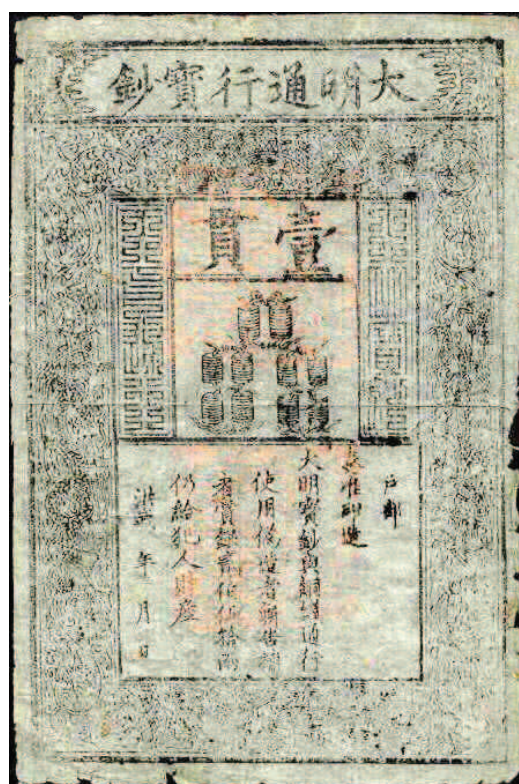 大明通行寶鈔
壹貫
户部
奏准印造
大明寶鈔與銅錢通行
使用偽造者斬告捕
者賞銀貳伯伍拾兩
仍給犯人財產
洪武 年 月 日